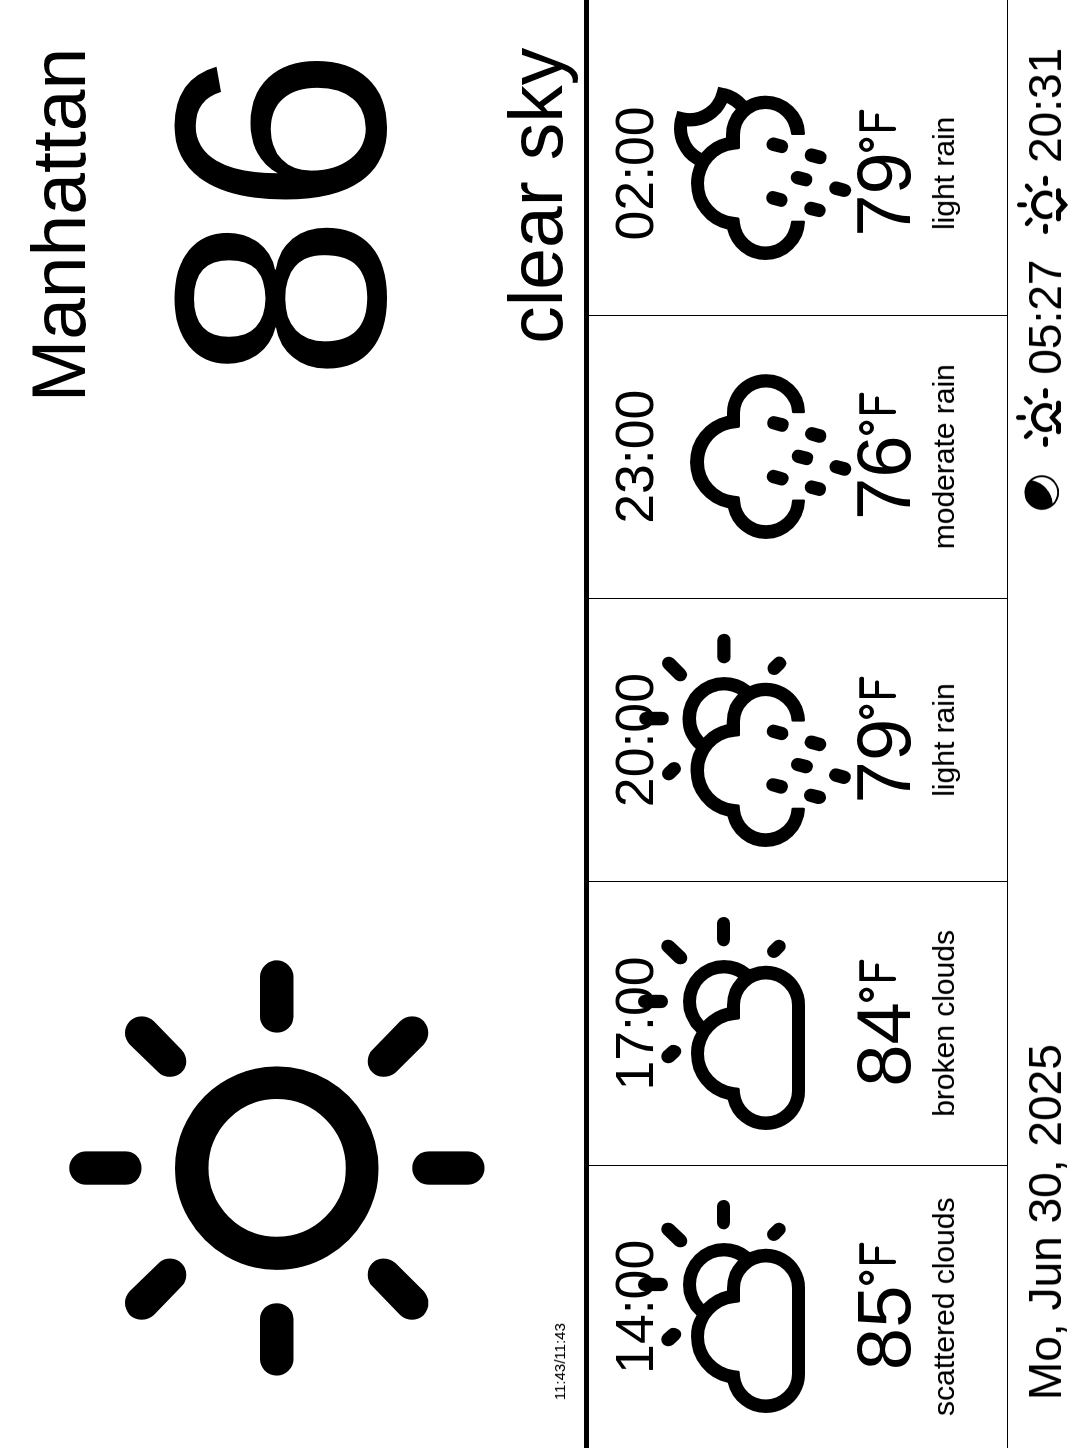 Manhattan
86
clear sky
11:43/11:43
14:00
85°F
scattered clouds
17:00
84°F
broken clouds
20:00
79°F
light rain
23:00
76°F
moderate rain
02:00
79°F
light rain
Mo, Jun 30, 2025
05:27
20:31